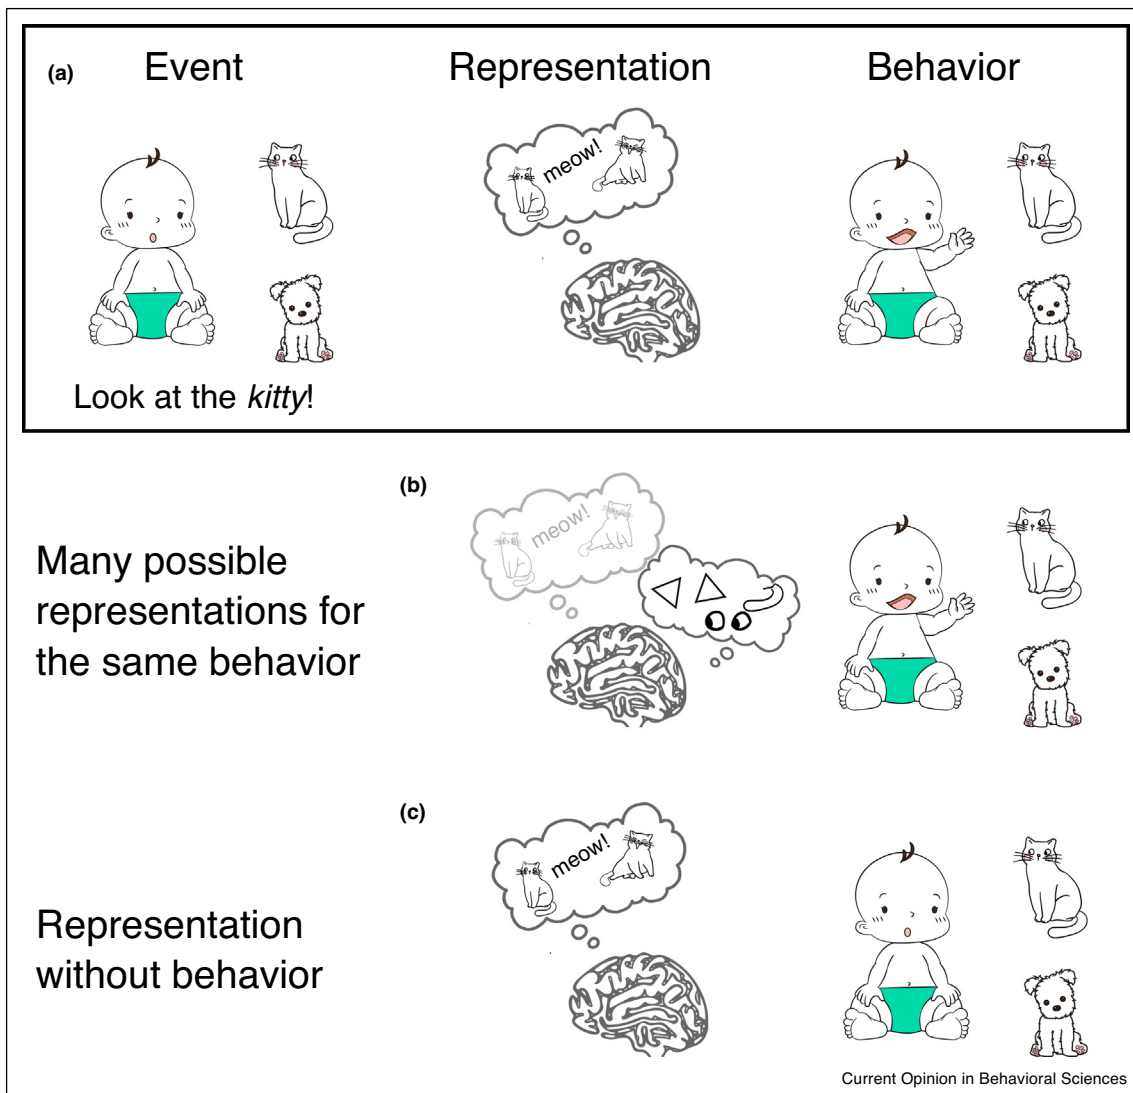 (a) Event Representation Behavior
meow!
Look at the kitty!
(b)
meow!
Many possible
representations for
the same behavior
(c)
meow!
Representation
without behavior
Current Opinion in Behavioral Sciences